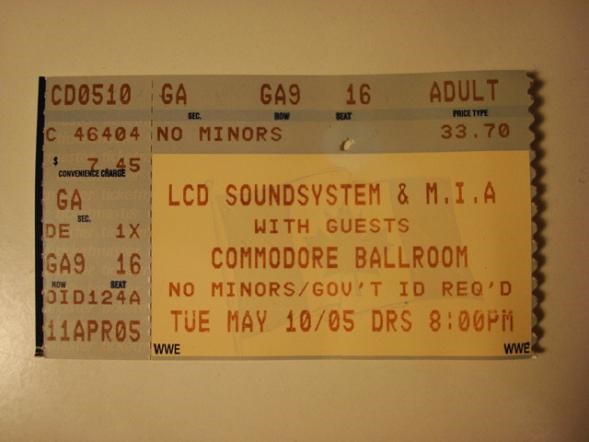 CD0510 GA GA9 16 ADULT
SEC. ROW SEAT PRICE TYPE
C 46404 NO MINORS 33.70
$ 7.45
CONVENIENCE CHARGE
GA
SEC.
DE 1X
GA9 16
ROW SEAT
OID124A
11APR05
LCD SOUNDSYSTEM & M.I.A
WITH GUESTS
COMMODORE BALLROOM
NO MINORS/GOV'T ID REQ'D
TUE MAY 10/05 DRS 8:00PM
WWE WWE